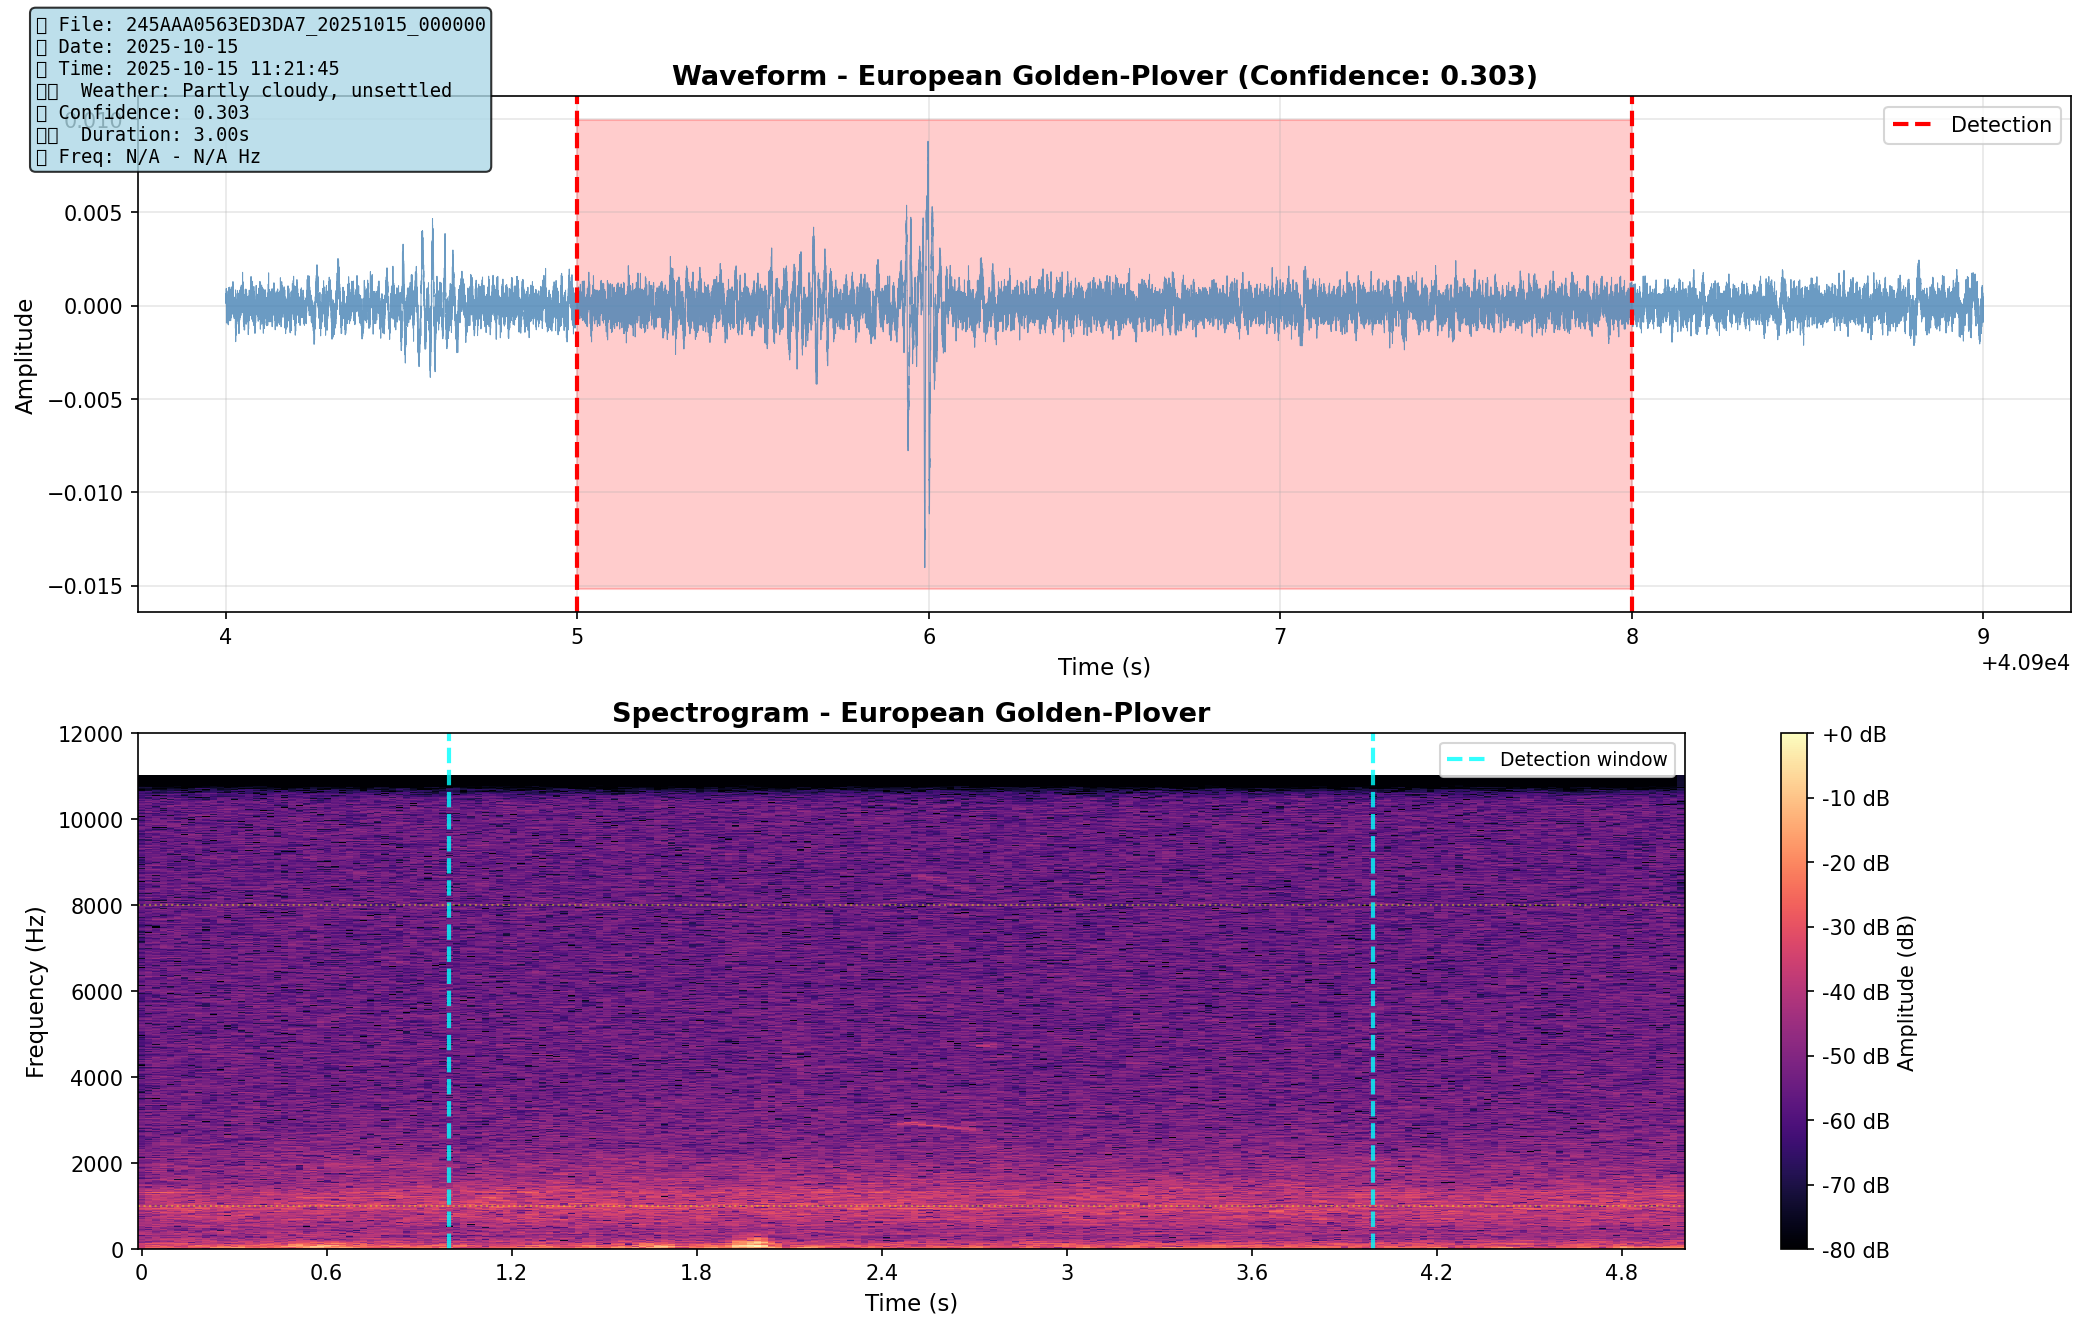 File: 245AAA0563ED3DA7_20251015_000000
Date: 2025-10-15
Time: 2025-10-15 11:21:45
Weather: Partly cloudy, unsettled
Confidence: 0.303
Duration: 3.00s
Freq: N/A - N/A Hz
Waveform - European Golden-Plover (Confidence: 0.303)
Detection
0.010
0.005
0.000
−0.005
−0.010
−0.015
Amplitude
4 5 6 7 8 9
+4.09e4
Time (s)
Spectrogram - European Golden-Plover
Detection window
12000
10000
8000
6000
4000
2000
0
Frequency (Hz)
0 0.6 1.2 1.8 2.4 3 3.6 4.2 4.8
Time (s)
+0 dB
-10 dB
-20 dB
-30 dB
-40 dB
-50 dB
-60 dB
-70 dB
-80 dB
Amplitude (dB)